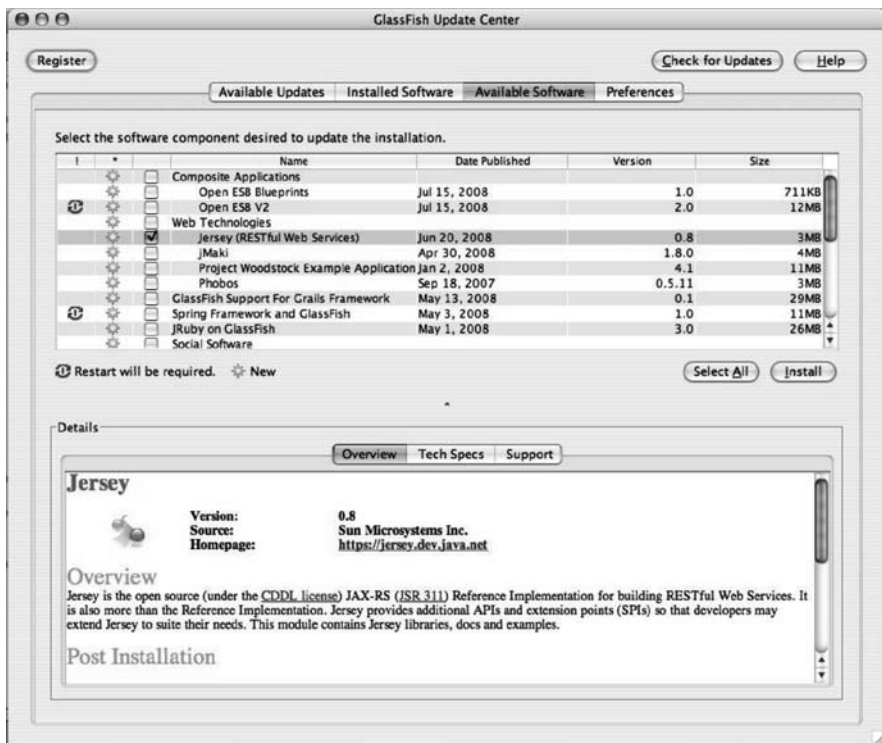 GlassFish Update Center
Register Check for Updates Help
Available Updates Installed Software Available Software Preferences
Select the software component desired to update the installation.
! * Name Date Published Version Size
Composite Applications
Open ESB Blueprints Jul 15, 2008 1.0 711KB
Open ESB V2 Jul 15, 2008 2.0 12MB
Web Technologies
Jersey (RESTful Web Services) Jun 20, 2008 0.8 3MB
jMaki Apr 30, 2008 1.8.0 4MB
Project Woodstock Example Application Jan 2, 2008 4.1 11MB
Phobos Sep 18, 2007 0.5.11 3MB
GlassFish Support For Grails Framework May 13, 2008 0.1 29MB
Spring Framework and GlassFish May 3, 2008 1.0 11MB
JRuby on GlassFish May 1, 2008 3.0 26MB
Social Software
Restart will be required. New Select All Install
Details
Overview Tech Specs Support
Jersey
Version: 0.8
Source: Sun Microsystems Inc.
Homepage: https://jersey.dev.java.net
Overview
Jersey is the open source (under the CDDL license) JAX-RS (JSR 311) Reference Implementation for building RESTful Web Services. It
is also more than the Reference Implementation. Jersey provides additional APIs and extension points (SPIs) so that developers may
extend Jersey to suite their needs. This module contains Jersey libraries, docs and examples.
Post Installation